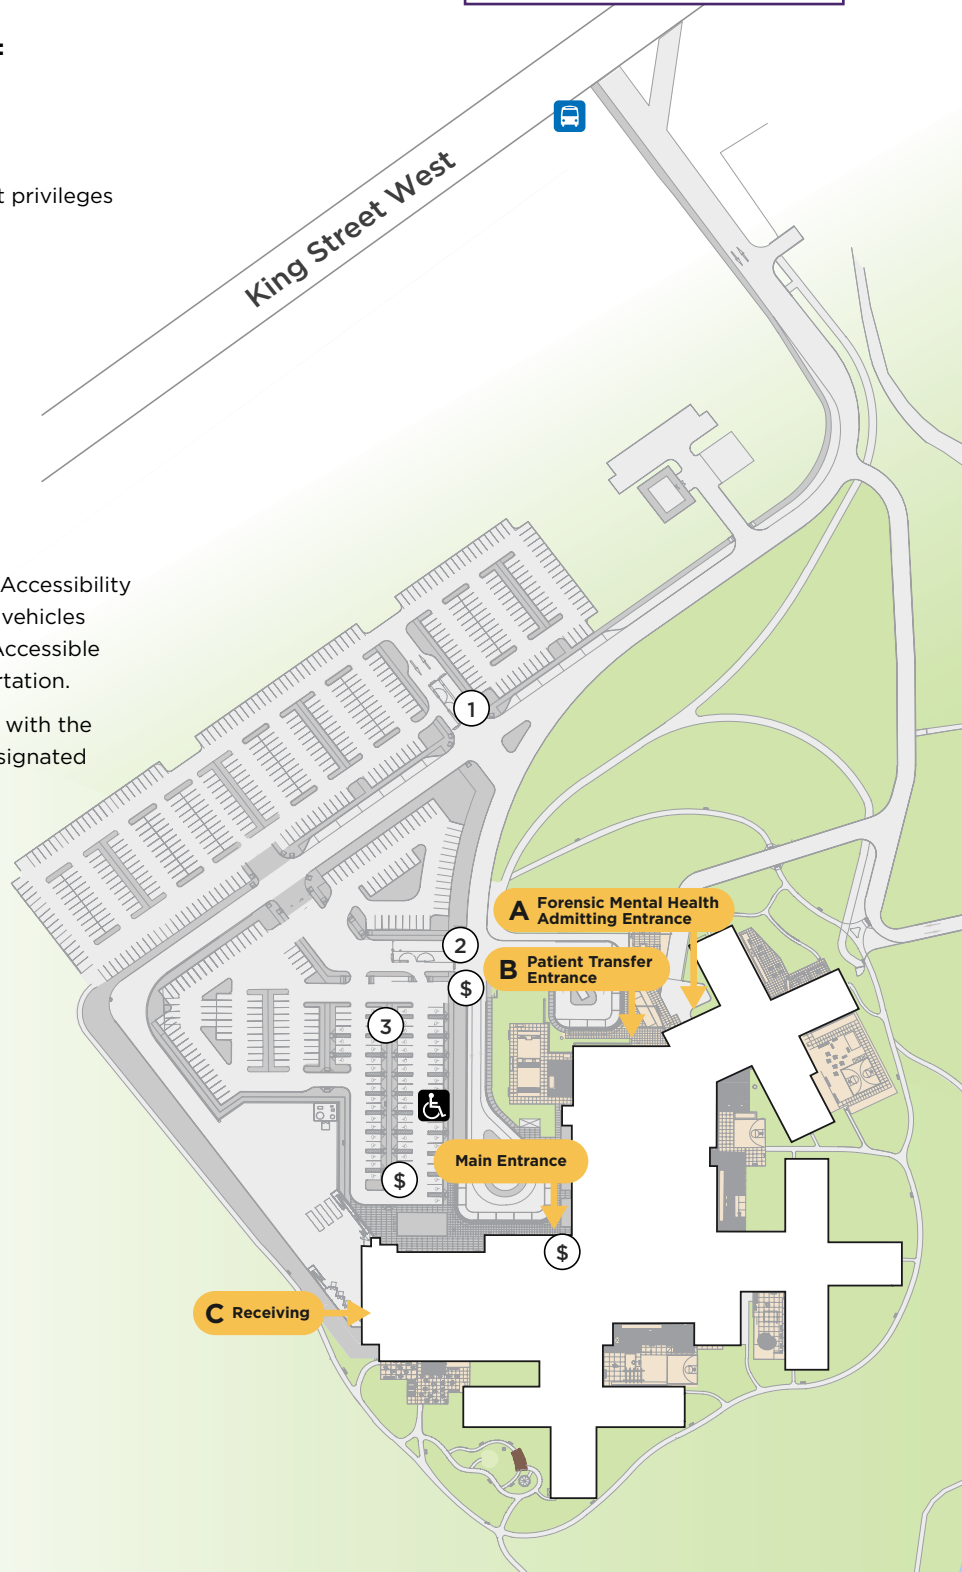 :
t privileges
King Street West
Accessibility
vehicles
Accessible
rtation.
with the
signated
1
A Forensic Mental Health
Admitting Entrance
2
B Patient Transfer
Entrance
$
3
Main Entrance
$
$
C Receiving